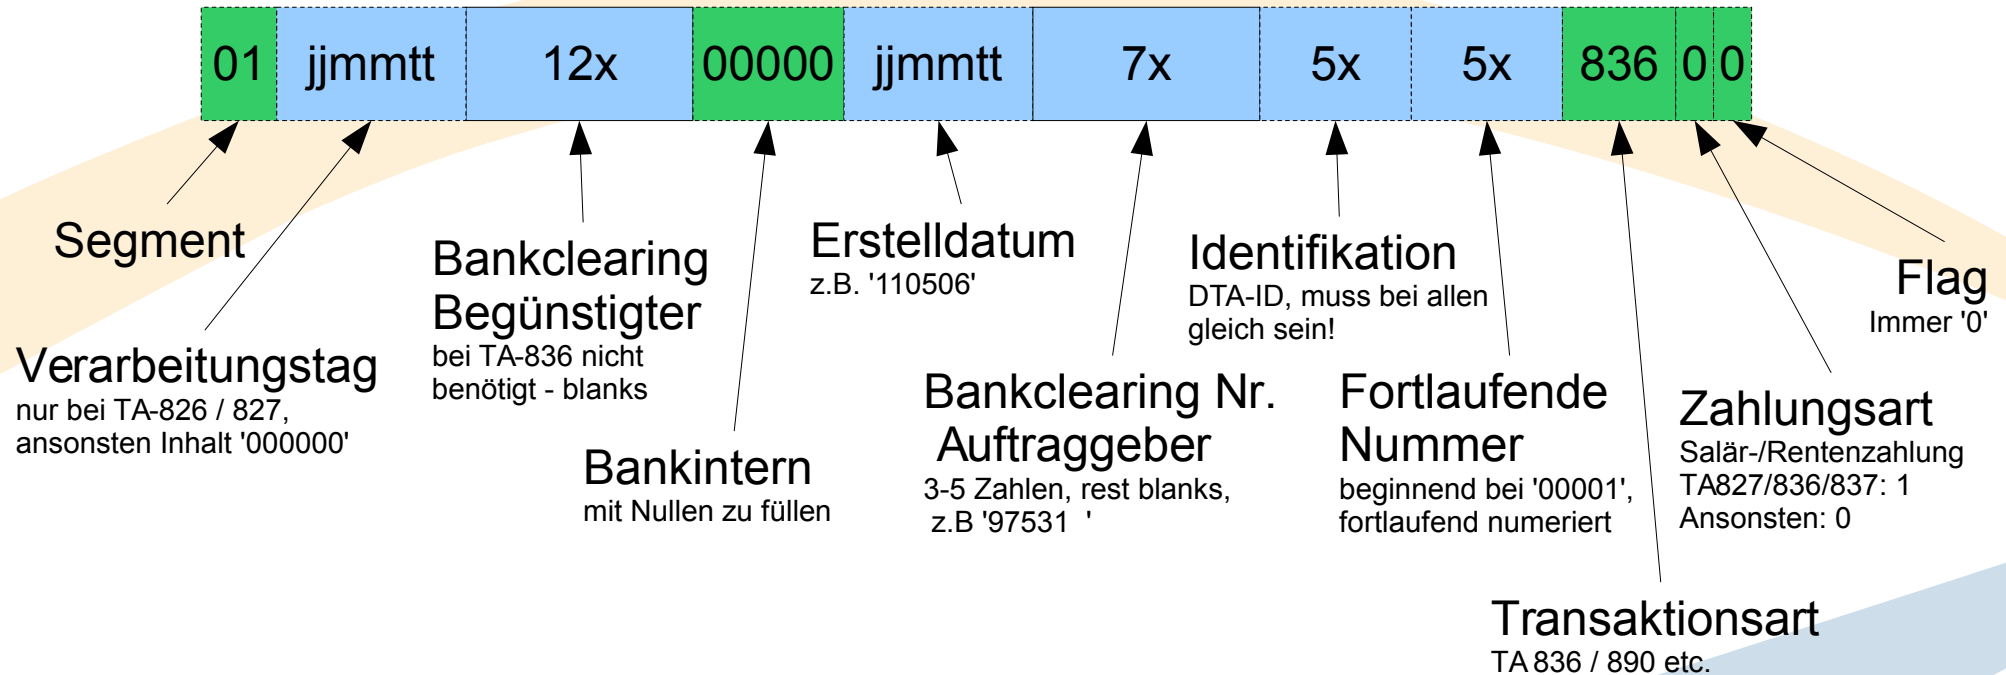 01 jjmmtt 12x 00000 jjmmtt 7x 5x 5x 836 0 0
Segment
Verarbeitungstag
nur bei TA-826 / 827,
ansonsten Inhalt '000000'
Bankclearing
Begünstigter
bei TA-836 nicht
benötigt - blanks
Bankintern
mit Nullen zu füllen
Erstelldatum
z.B. '110506'
Bankclearing Nr.
Auftraggeber
3-5 Zahlen, rest blanks,
z.B '97531  '
Identifikation
DTA-ID, muss bei allen
gleich sein!
Fortlaufende
Nummer
beginnend bei '00001',
fortlaufend numeriert
Transaktionsart
TA 836 / 890 etc.
Zahlungsart
Salär-/Rentenzahlung
TA827/836/837: 1
Ansonsten: 0
Flag
Immer '0'